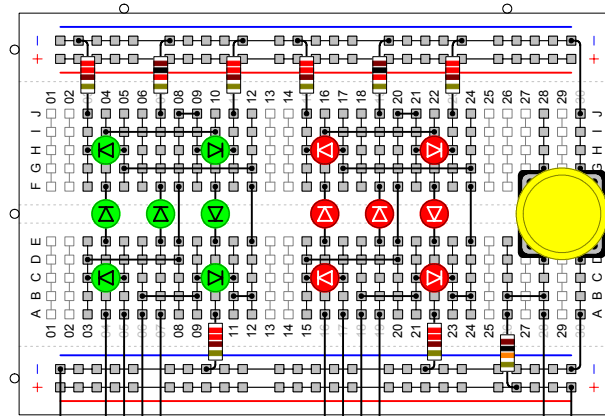 − −
+ +
01 02 03 04 05 06 07 08 09 10 11 12 13 14 15 16 17 18 19 20 21 22 23 24 25 26 27 28 29 30
J J
I I
H H
G G
F F
E E
D D
C C
B B
A A
01 02 03 04 05 06 07 08 09 10 11 12 13 14 15 16 17 18 19 20 21 22 23 24 25 26 27 28 29 30
− −
+ +